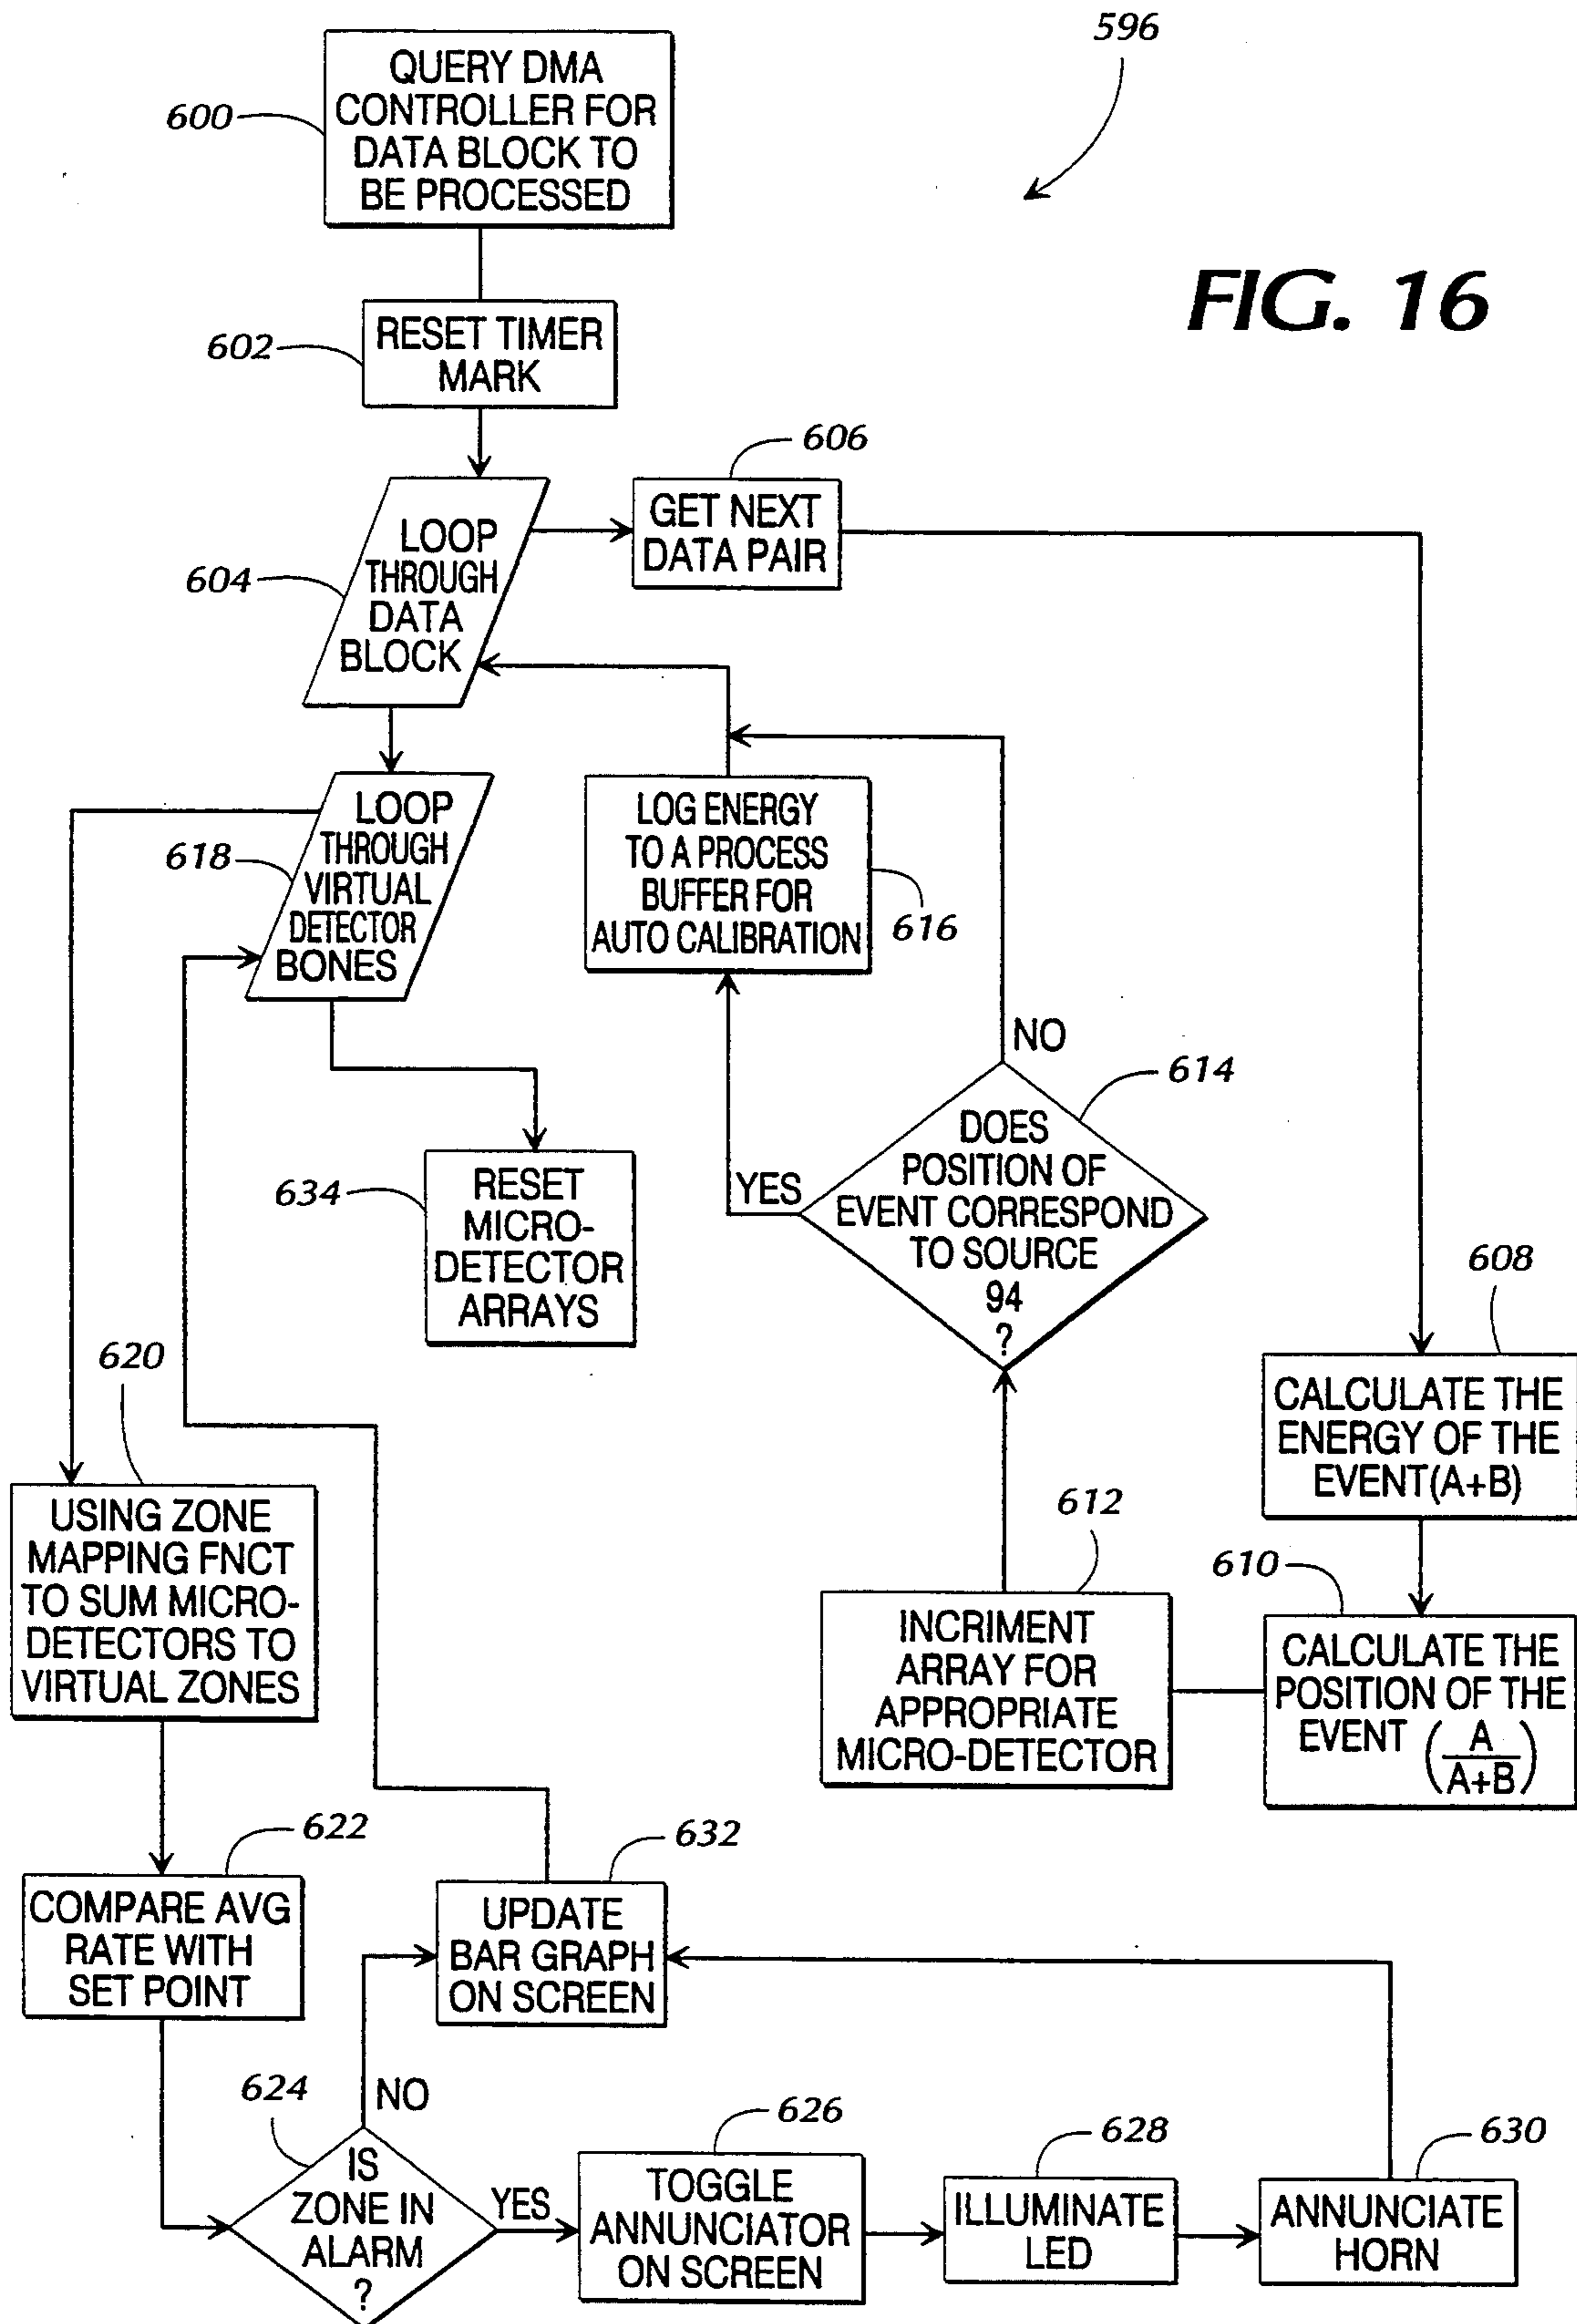 596
FIG. 16
QUERY DMA
CONTROLLER FOR
DATA BLOCK TO
BE PROCESSED
600
RESET TIMER
MARK
602
606
GET NEXT
DATA PAIR
LOOP
THROUGH
DATA
BLOCK
604
LOOP
THROUGH
VIRTUAL
DETECTOR
BONES
618
LOG ENERGY
TO A PROCESS
BUFFER FOR
AUTO CALIBRATION
616
NO
614
DOES
POSITION OF
EVENT CORRESPOND
TO SOURCE
94
?
YES
RESET
MICRO-
DETECTOR
ARRAYS
634
608
CALCULATE THE
ENERGY OF THE
EVENT(A+B)
610
CALCULATE THE
POSITION OF THE
EVENT (A/A+B)
612
INCRIMENT
ARRAY FOR
APPROPRIATE
MICRO-DETECTOR
620
USING ZONE
MAPPING FNCT
TO SUM MICRO-
DETECTORS TO
VIRTUAL ZONES
622
COMPARE AVG
RATE WITH
SET POINT
632
UPDATE
BAR GRAPH
ON SCREEN
624
NO
IS
ZONE IN
ALARM
?
YES
626
TOGGLE
ANNUNCIATOR
ON SCREEN
628
ILLUMINATE
LED
630
ANNUNCIATE
HORN